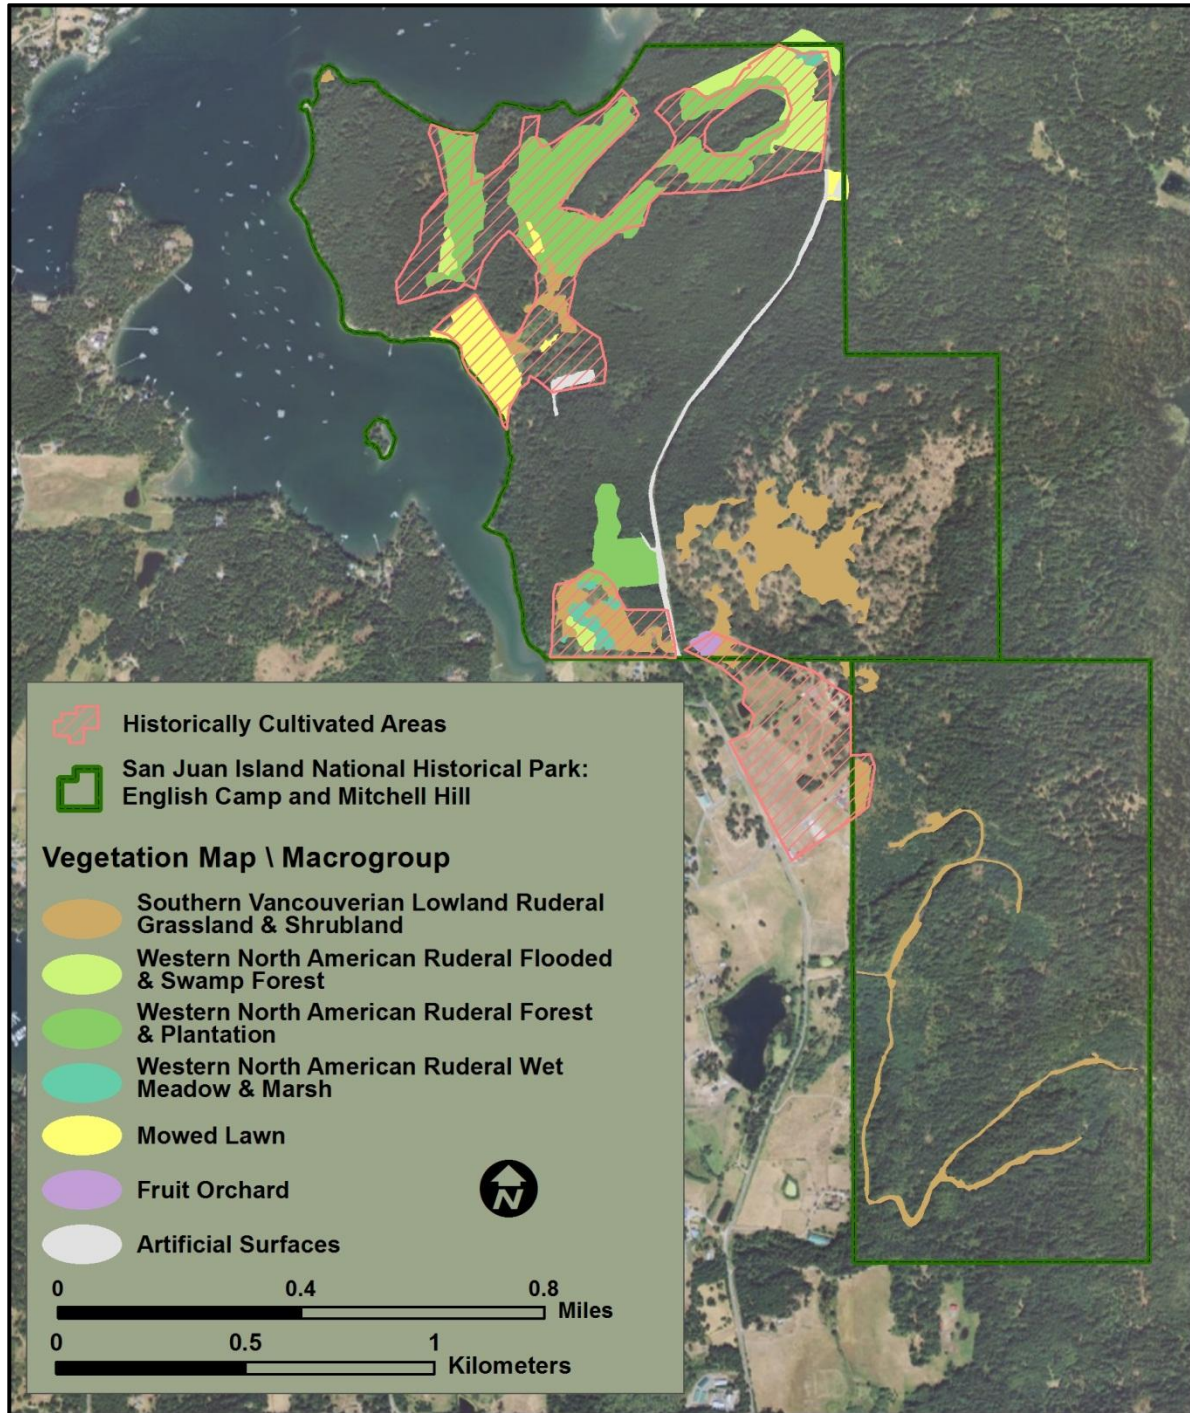 Historically Cultivated Areas
San Juan Island National Historical Park:
English Camp and Mitchell Hill
Vegetation Map \ Macrogroup
Southern Vancouverian Lowland Ruderal
Grassland & Shrubland
Western North American Ruderal Flooded
& Swamp Forest
Western North American Ruderal Forest
& Plantation
Western North American Ruderal Wet
Meadow & Marsh
Mowed Lawn
Fruit Orchard
N
Artificial Surfaces
0 0.4 0.8
Miles
0 0.5 1
Kilometers